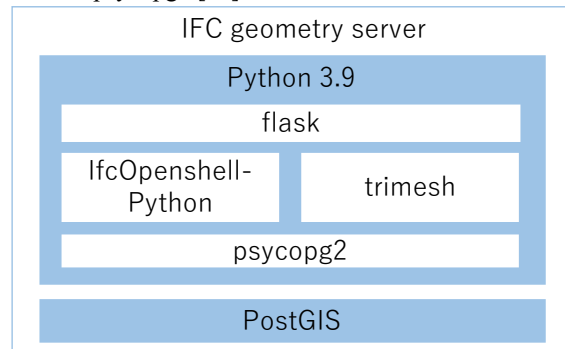 IFC geometry server
Python 3.9
flask
IfcOpenshell-
Python
trimesh
psycopg2
PostGIS